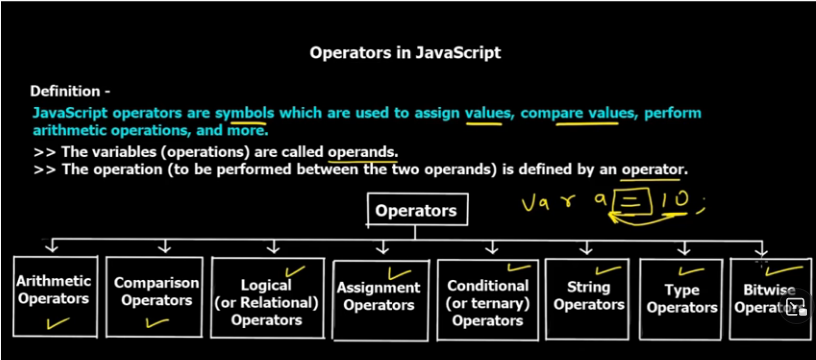 Operators in JavaScript
Definition -
JavaScript operators are symbols which are used to assign values, compare values, perform
arithmetic operations, and more.
>> The variables (operations) are called operands.
>> The operation (to be performed between the two operands) is defined by an operator.
var a = 10;
Operators
Arithmetic
Operators
Comparison
Operators
Logical
(or Relational)
Operators
Assignment
Operators
Conditional
(or ternary)
Operators
String
Operators
Type
Operators
Bitwise
Operators